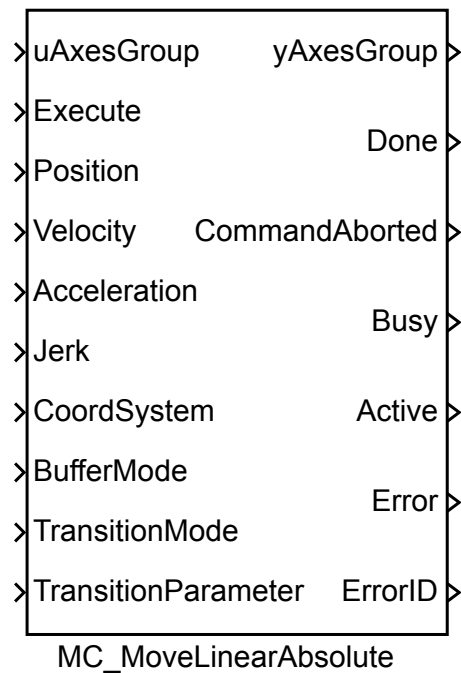 uAxesGroup yAxesGroup
Execute
Done
Position
Velocity CommandAborted
Acceleration
Busy
Jerk
CoordSystem Active
BufferMode
Error
TransitionMode
TransitionParameter ErrorID
MC_MoveLinearAbsolute